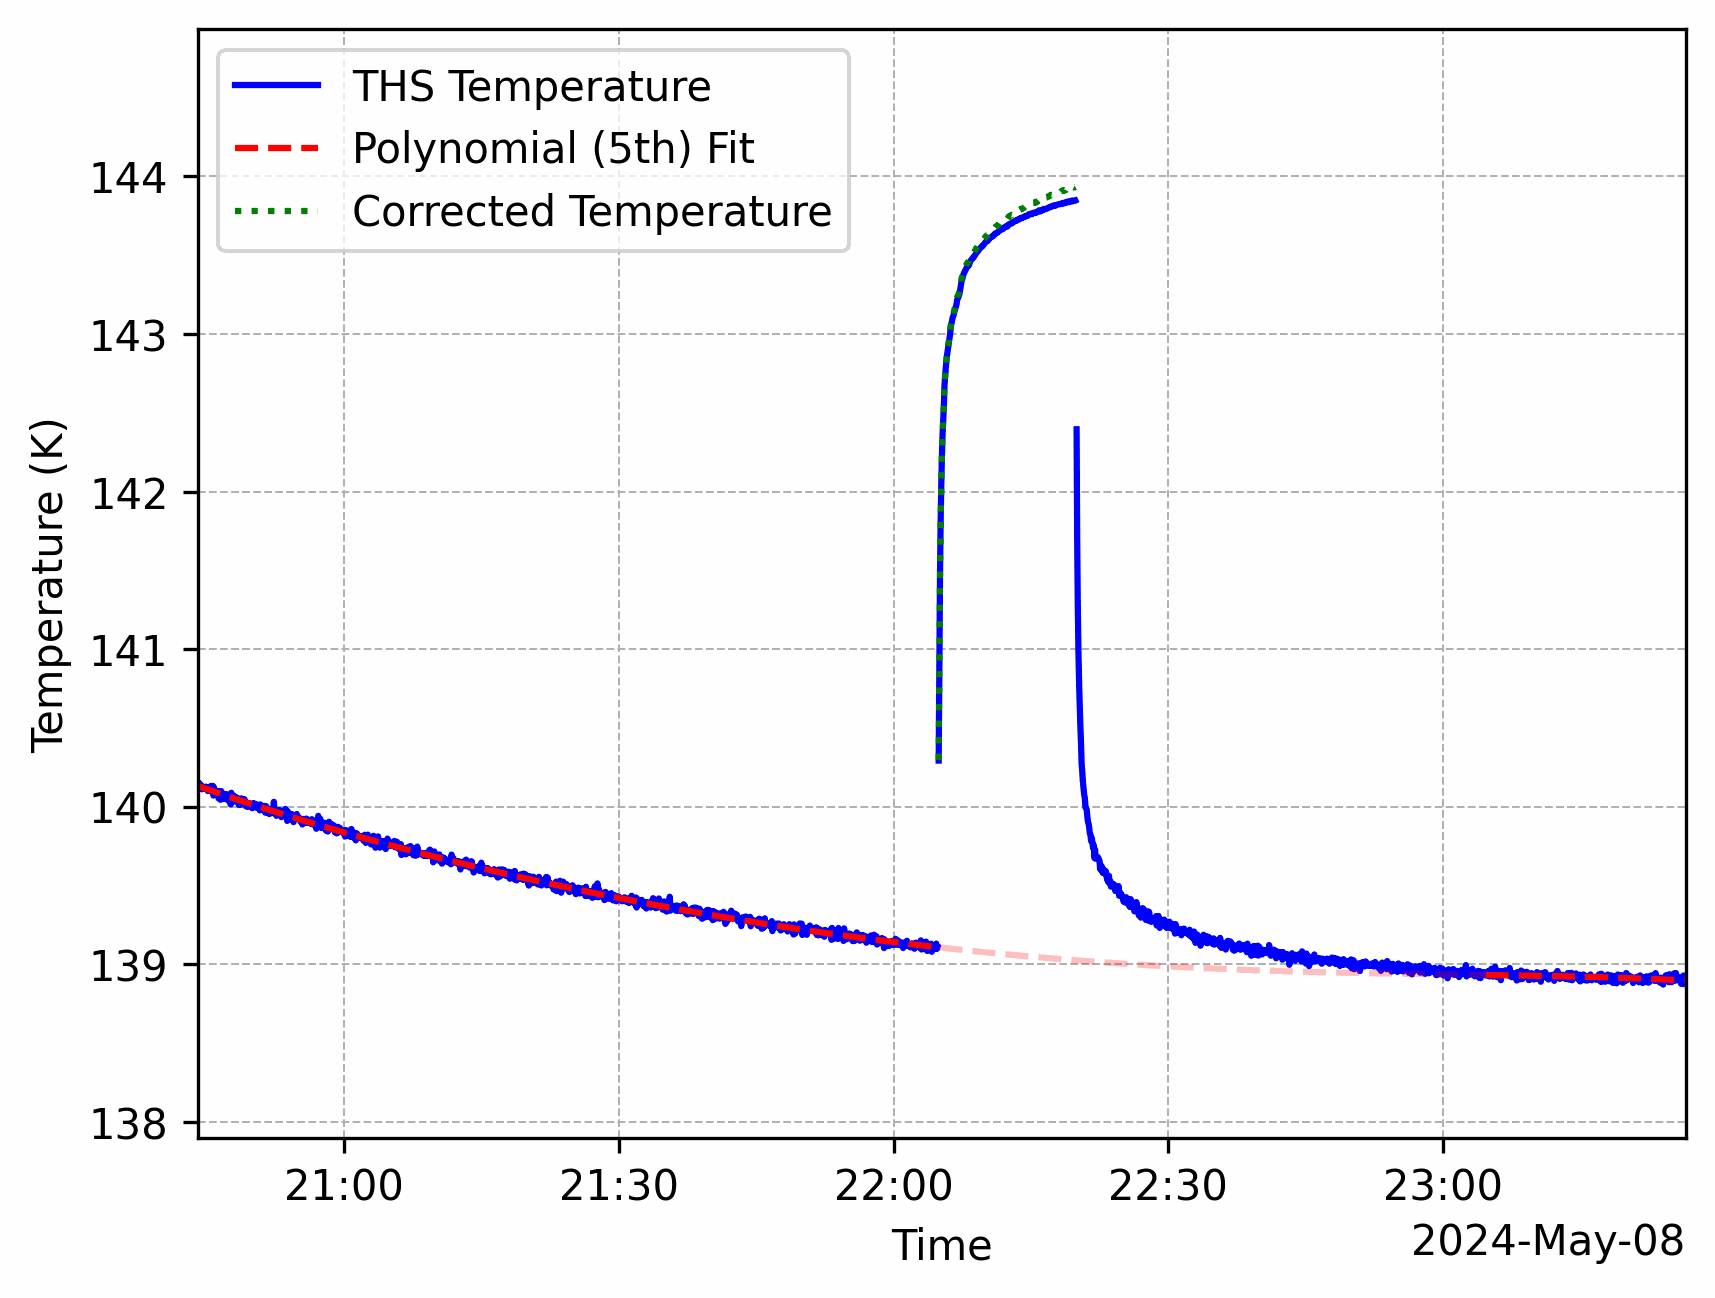 THS Temperature
Polynomial (5th) Fit
Corrected Temperature
144
143
142
141
140
139
138
Temperature (K)
21:00 21:30 22:00 22:30 23:00
Time
2024-May-08